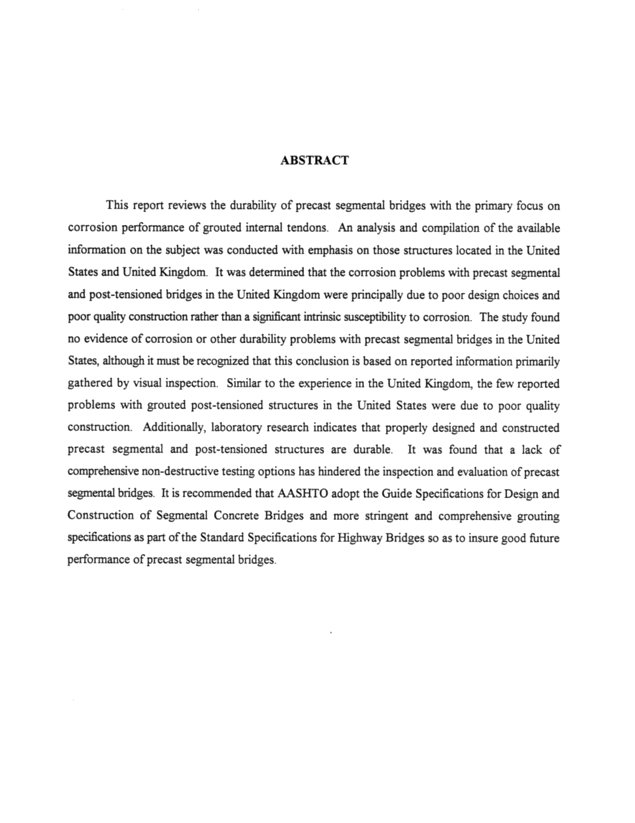 ABSTRACT
This report reviews the durability of precast segmental bridges with the primary focus on
corrosion performance of grouted internal tendons. An analysis and compilation of the available
information on the subject was conducted with emphasis on those structures located in the United
States and United Kingdom. It was determined that the corrosion problems with precast segmental
and post-tensioned bridges in the United Kingdom were principally due to poor design choices and
poor quality construction rather than a significant intrinsic susceptibility to corrosion. The study found
no evidence of corrosion or other durability problems with precast segmental bridges in the United
States, although it must be recognized that this conclusion is based on reported information primarily
gathered by visual inspection. Similar to the experience in the United Kingdom, the few reported
problems with grouted post-tensioned structures in the United States were due to poor quality
construction. Additionally, laboratory research indicates that properly designed and constructed
precast segmental and post-tensioned structures are durable. It was found that a lack of
comprehensive non-destructive testing options has hindered the inspection and evaluation of precast
segmental bridges. It is recommended that AASHTO adopt the Guide Specifications for Design and
Construction of Segmental Concrete Bridges and more stringent and comprehensive grouting
specifications as part of the Standard Specifications for Highway Bridges so as to insure good future
performance of precast segmental bridges.